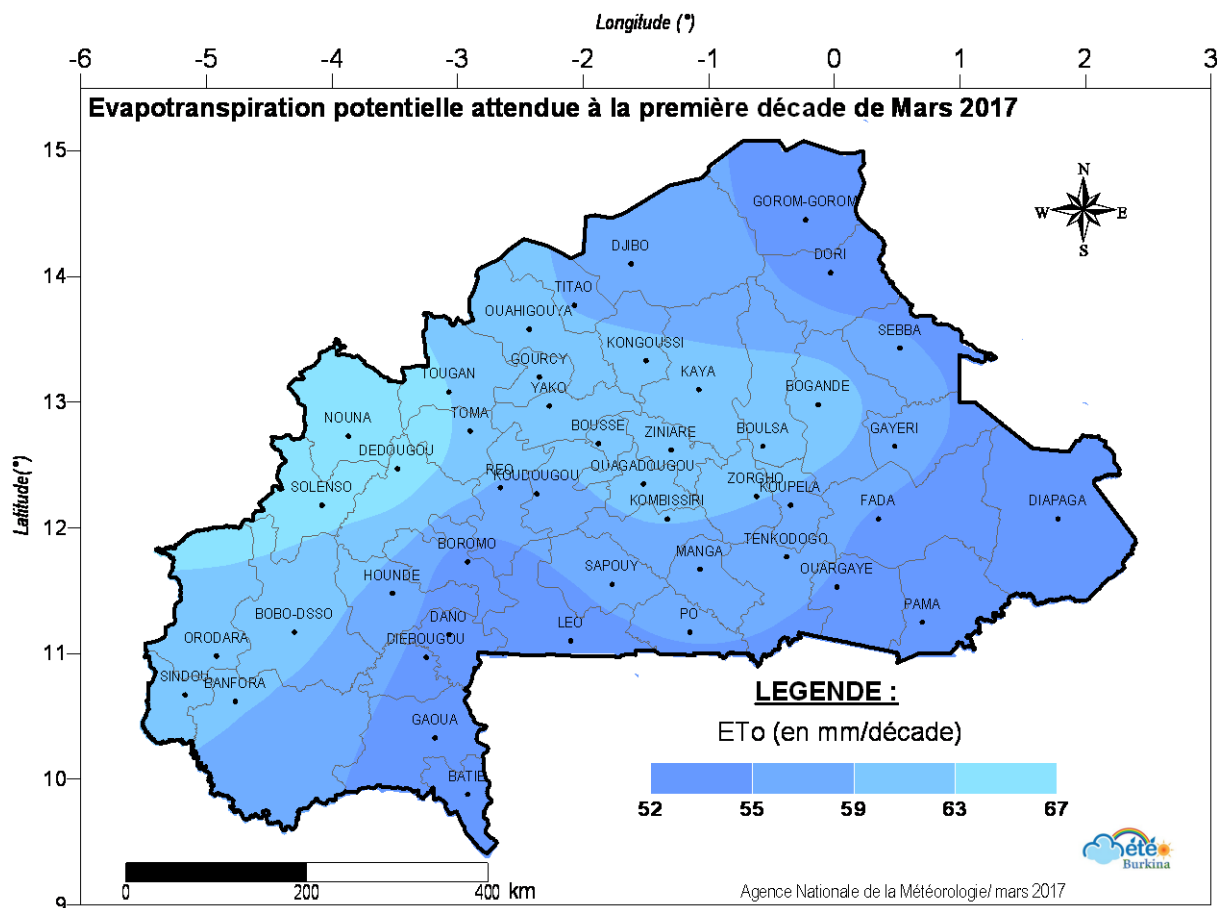 Longitude (°)
-6 -5 -4 -3 -2 -1 0 1 2 3
Evapotranspiration potentielle attendue à la première décade de Mars 2017
15
14
13
12
11
10
9
Latitude(°)
N
W E
S
GOROM-GOROM
DJIBO
DORI
TITAO
OUAHIGOUYA
SEBBA
KONGOUSSI
GOURCY
TOUGAN
KAYA
YAKO
BOGANDE
NOUNA
TOMA
BOUSSE
ZINIARE
BOULSA
GAYERI
DEDOUGOU
OUAGADOUGOU
REO
KOUDOUGOU
ZORGHO
KOUPELA
SOLENSO
KOMBISSIRI
FADA
DIAPAGA
BOROMO
MANGA
TENKODOGO
HOUNDE
SAPOUY
OUARGAYE
BOBO-DSSO
DANO
LEO
PO
PAMA
ORODARA
DIEBOUGOU
SINDOU
BANFORA
GAOUA
BATIE
LEGENDE :
ETo (en mm/décade)
52 55 59 63 67
0 200 400 km
étéo
Burkina
Agence Nationale de la Météorologie/ mars 2017